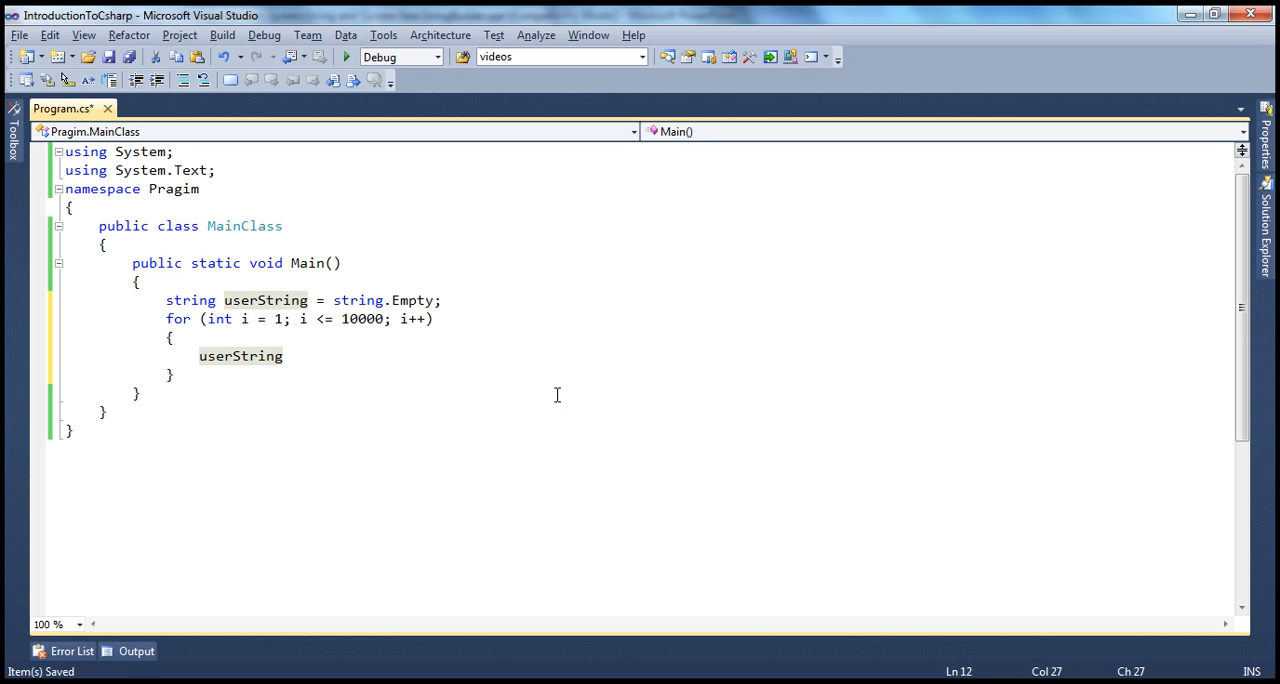 IntroductionToCsharp - Microsoft Visual Studio
File Edit View Refactor Project Build Debug Team Data Tools Architecture Test Analyze Window Help
Debug videos
Program.cs*
Pragim.MainClass Main()
Toolbox
Properties
Solution Explorer
using System;
using System.Text;
namespace Pragim
{
public class MainClass
{
public static void Main()
{
string userString = string.Empty;
for (int i = 1; i <= 10000; i++)
{
userString
}
}
}
}
100 %
Error List Output
Item(s) Saved Ln 12 Col 27 Ch 27 INS